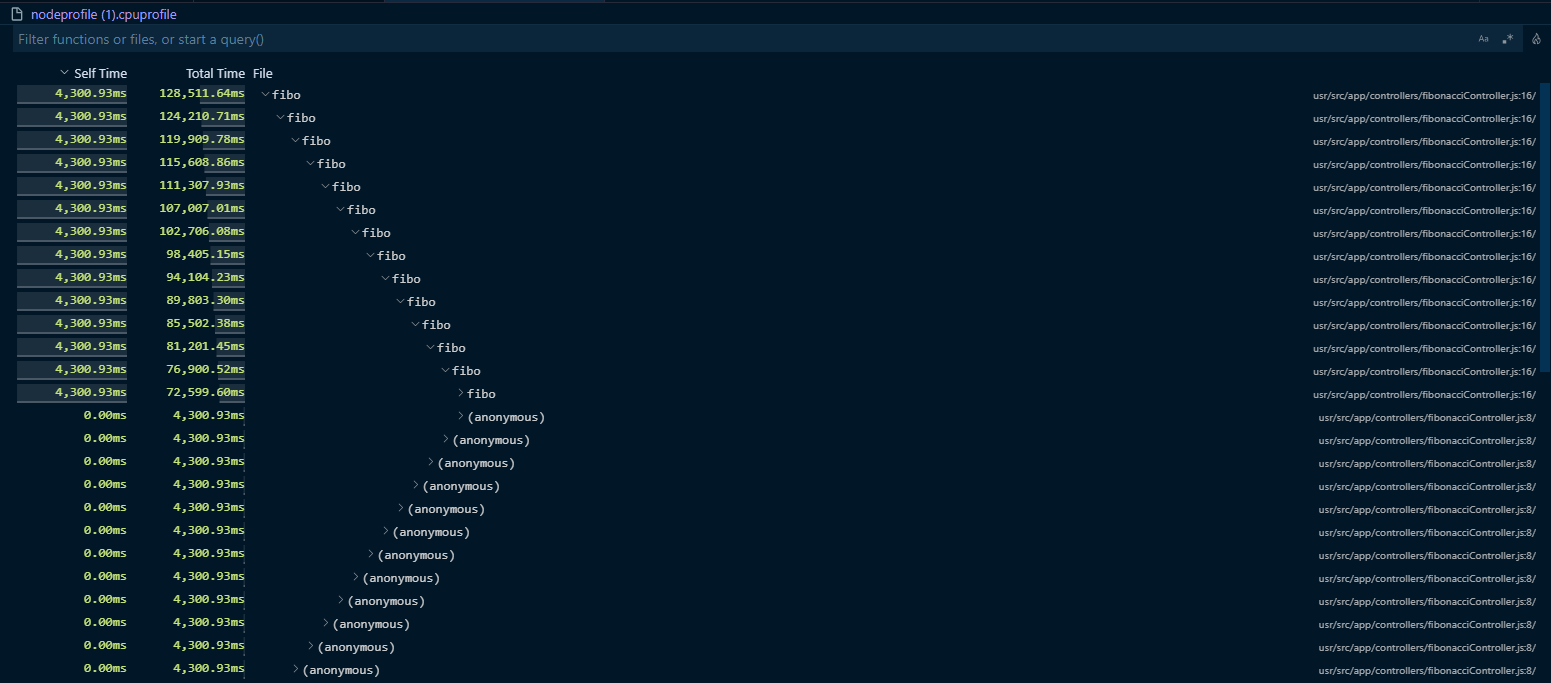 nodeprofile (1).cpuprofile
Filter functions or files, or start a query() Aa .*
Self Time Total Time File
4,300.93ms 128,511.64ms fibo usr/src/app/controllers/fibonacciController.js:16/
4,300.93ms 124,210.71ms fibo usr/src/app/controllers/fibonacciController.js:16/
4,300.93ms 119,909.78ms fibo usr/src/app/controllers/fibonacciController.js:16/
4,300.93ms 115,608.86ms fibo usr/src/app/controllers/fibonacciController.js:16/
4,300.93ms 111,307.93ms fibo usr/src/app/controllers/fibonacciController.js:16/
4,300.93ms 107,007.01ms fibo usr/src/app/controllers/fibonacciController.js:16/
4,300.93ms 102,706.08ms fibo usr/src/app/controllers/fibonacciController.js:16/
4,300.93ms 98,405.15ms fibo usr/src/app/controllers/fibonacciController.js:16/
4,300.93ms 94,104.23ms fibo usr/src/app/controllers/fibonacciController.js:16/
4,300.93ms 89,803.30ms fibo usr/src/app/controllers/fibonacciController.js:16/
4,300.93ms 85,502.38ms fibo usr/src/app/controllers/fibonacciController.js:16/
4,300.93ms 81,201.45ms fibo usr/src/app/controllers/fibonacciController.js:16/
4,300.93ms 76,900.52ms fibo usr/src/app/controllers/fibonacciController.js:16/
4,300.93ms 72,599.60ms fibo usr/src/app/controllers/fibonacciController.js:16/
0.00ms 4,300.93ms (anonymous) usr/src/app/controllers/fibonacciController.js:8/
0.00ms 4,300.93ms (anonymous) usr/src/app/controllers/fibonacciController.js:8/
0.00ms 4,300.93ms (anonymous) usr/src/app/controllers/fibonacciController.js:8/
0.00ms 4,300.93ms (anonymous) usr/src/app/controllers/fibonacciController.js:8/
0.00ms 4,300.93ms (anonymous) usr/src/app/controllers/fibonacciController.js:8/
0.00ms 4,300.93ms (anonymous) usr/src/app/controllers/fibonacciController.js:8/
0.00ms 4,300.93ms (anonymous) usr/src/app/controllers/fibonacciController.js:8/
0.00ms 4,300.93ms (anonymous) usr/src/app/controllers/fibonacciController.js:8/
0.00ms 4,300.93ms (anonymous) usr/src/app/controllers/fibonacciController.js:8/
0.00ms 4,300.93ms (anonymous) usr/src/app/controllers/fibonacciController.js:8/
0.00ms 4,300.93ms (anonymous) usr/src/app/controllers/fibonacciController.js:8/
0.00ms 4,300.93ms (anonymous) usr/src/app/controllers/fibonacciController.js:8/